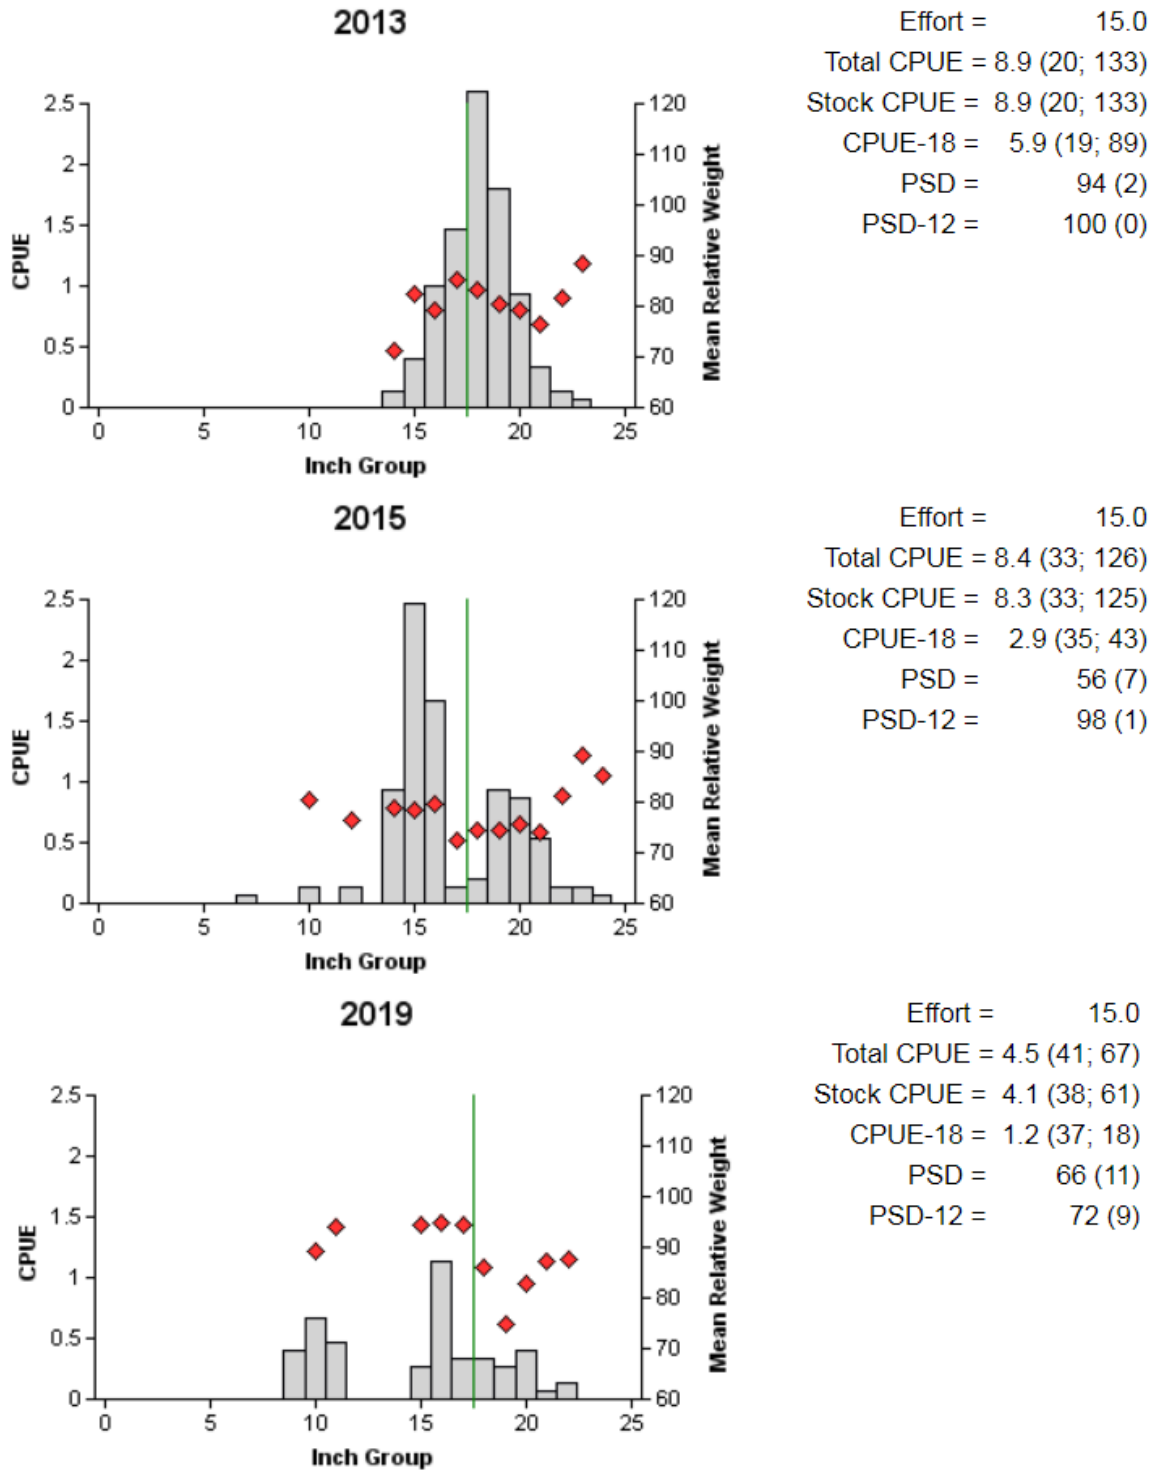 2013
Effort = 15.0
Total CPUE = 8.9 (20; 133)
Stock CPUE = 8.9 (20; 133)
CPUE-18 = 5.9 (19; 89)
PSD = 94 (2)
PSD-12 = 100 (0)
CPUE
2.5
2
1.5
1
0.5
0
120
110
100
90
80
70
60
Mean Relative Weight
0 5 10 15 20 25
Inch Group
2015
Effort = 15.0
Total CPUE = 8.4 (33; 126)
Stock CPUE = 8.3 (33; 125)
CPUE-18 = 2.9 (35; 43)
PSD = 56 (7)
PSD-12 = 98 (1)
CPUE
2.5
2
1.5
1
0.5
0
120
110
100
90
80
70
60
Mean Relative Weight
0 5 10 15 20 25
Inch Group
2019
Effort = 15.0
Total CPUE = 4.5 (41; 67)
Stock CPUE = 4.1 (38; 61)
CPUE-18 = 1.2 (37; 18)
PSD = 66 (11)
PSD-12 = 72 (9)
CPUE
2.5
2
1.5
1
0.5
0
120
110
100
90
80
70
60
Mean Relative Weight
0 5 10 15 20 25
Inch Group